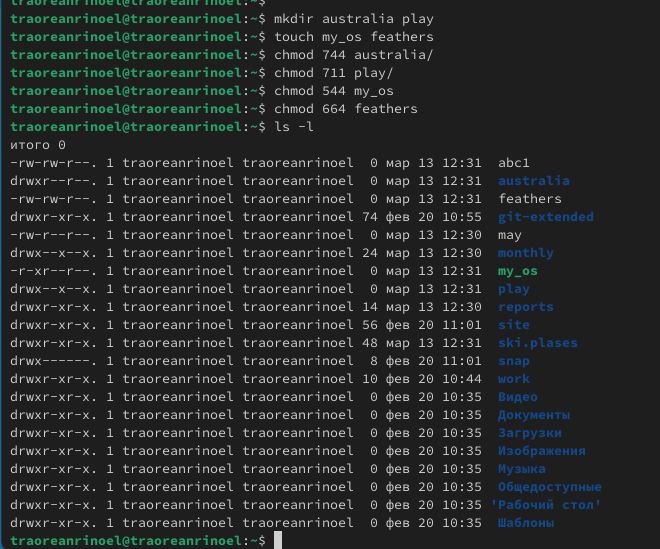 traoreanrinoel@traoreanrinoel:~$
traoreanrinoel@traoreanrinoel:~$ mkdir australia play
traoreanrinoel@traoreanrinoel:~$ touch my_os feathers
traoreanrinoel@traoreanrinoel:~$ chmod 744 australia/
traoreanrinoel@traoreanrinoel:~$ chmod 711 play/
traoreanrinoel@traoreanrinoel:~$ chmod 544 my_os
traoreanrinoel@traoreanrinoel:~$ chmod 664 feathers
traoreanrinoel@traoreanrinoel:~$ ls -l
итого 0
-rw-rw-r--. 1 traoreanrinoel traoreanrinoel  0 мар 13 12:31  abc1
drwxr--r--. 1 traoreanrinoel traoreanrinoel  0 мар 13 12:31  australia
-rw-rw-r--. 1 traoreanrinoel traoreanrinoel  0 мар 13 12:31  feathers
drwxr-xr-x. 1 traoreanrinoel traoreanrinoel 74 фев 20 10:55  git-extended
-rw-r--r--. 1 traoreanrinoel traoreanrinoel  0 мар 13 12:30  may
drwx--x--x. 1 traoreanrinoel traoreanrinoel 24 мар 13 12:30  monthly
-r-xr--r--. 1 traoreanrinoel traoreanrinoel  0 мар 13 12:31  my_os
drwx--x--x. 1 traoreanrinoel traoreanrinoel  0 мар 13 12:31  play
drwxr-xr-x. 1 traoreanrinoel traoreanrinoel 14 мар 13 12:30  reports
drwxr-xr-x. 1 traoreanrinoel traoreanrinoel 56 фев 20 11:01  site
drwxr-xr-x. 1 traoreanrinoel traoreanrinoel 48 мар 13 12:31  ski.plases
drwx------. 1 traoreanrinoel traoreanrinoel  8 фев 20 11:01  snap
drwxr-xr-x. 1 traoreanrinoel traoreanrinoel 10 фев 20 10:44  work
drwxr-xr-x. 1 traoreanrinoel traoreanrinoel  0 фев 20 10:35  Видео
drwxr-xr-x. 1 traoreanrinoel traoreanrinoel  0 фев 20 10:35  Документы
drwxr-xr-x. 1 traoreanrinoel traoreanrinoel  0 фев 20 10:35  Загрузки
drwxr-xr-x. 1 traoreanrinoel traoreanrinoel  0 фев 20 10:35  Изображения
drwxr-xr-x. 1 traoreanrinoel traoreanrinoel  0 фев 20 10:35  Музыка
drwxr-xr-x. 1 traoreanrinoel traoreanrinoel  0 фев 20 10:35  Общедоступные
drwxr-xr-x. 1 traoreanrinoel traoreanrinoel  0 фев 20 10:35 'Рабочий стол'
drwxr-xr-x. 1 traoreanrinoel traoreanrinoel  0 фев 20 10:35  Шаблоны
traoreanrinoel@traoreanrinoel:~$